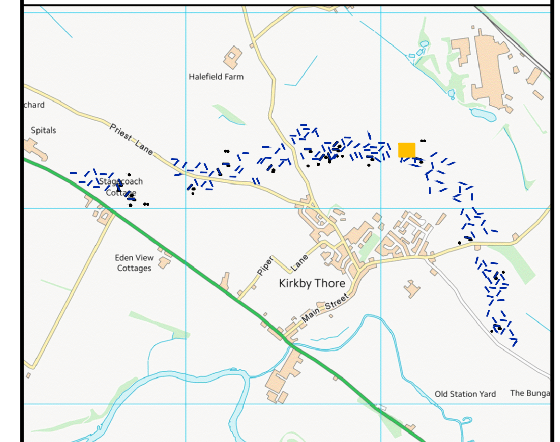 Halefield Farm
chard
Priest Lane
Spitals
Stagecoach
Cottage
Eden View
Cottages
Piper Lane
Kirkby Thore
Main Street
Old Station Yard
The Bunga